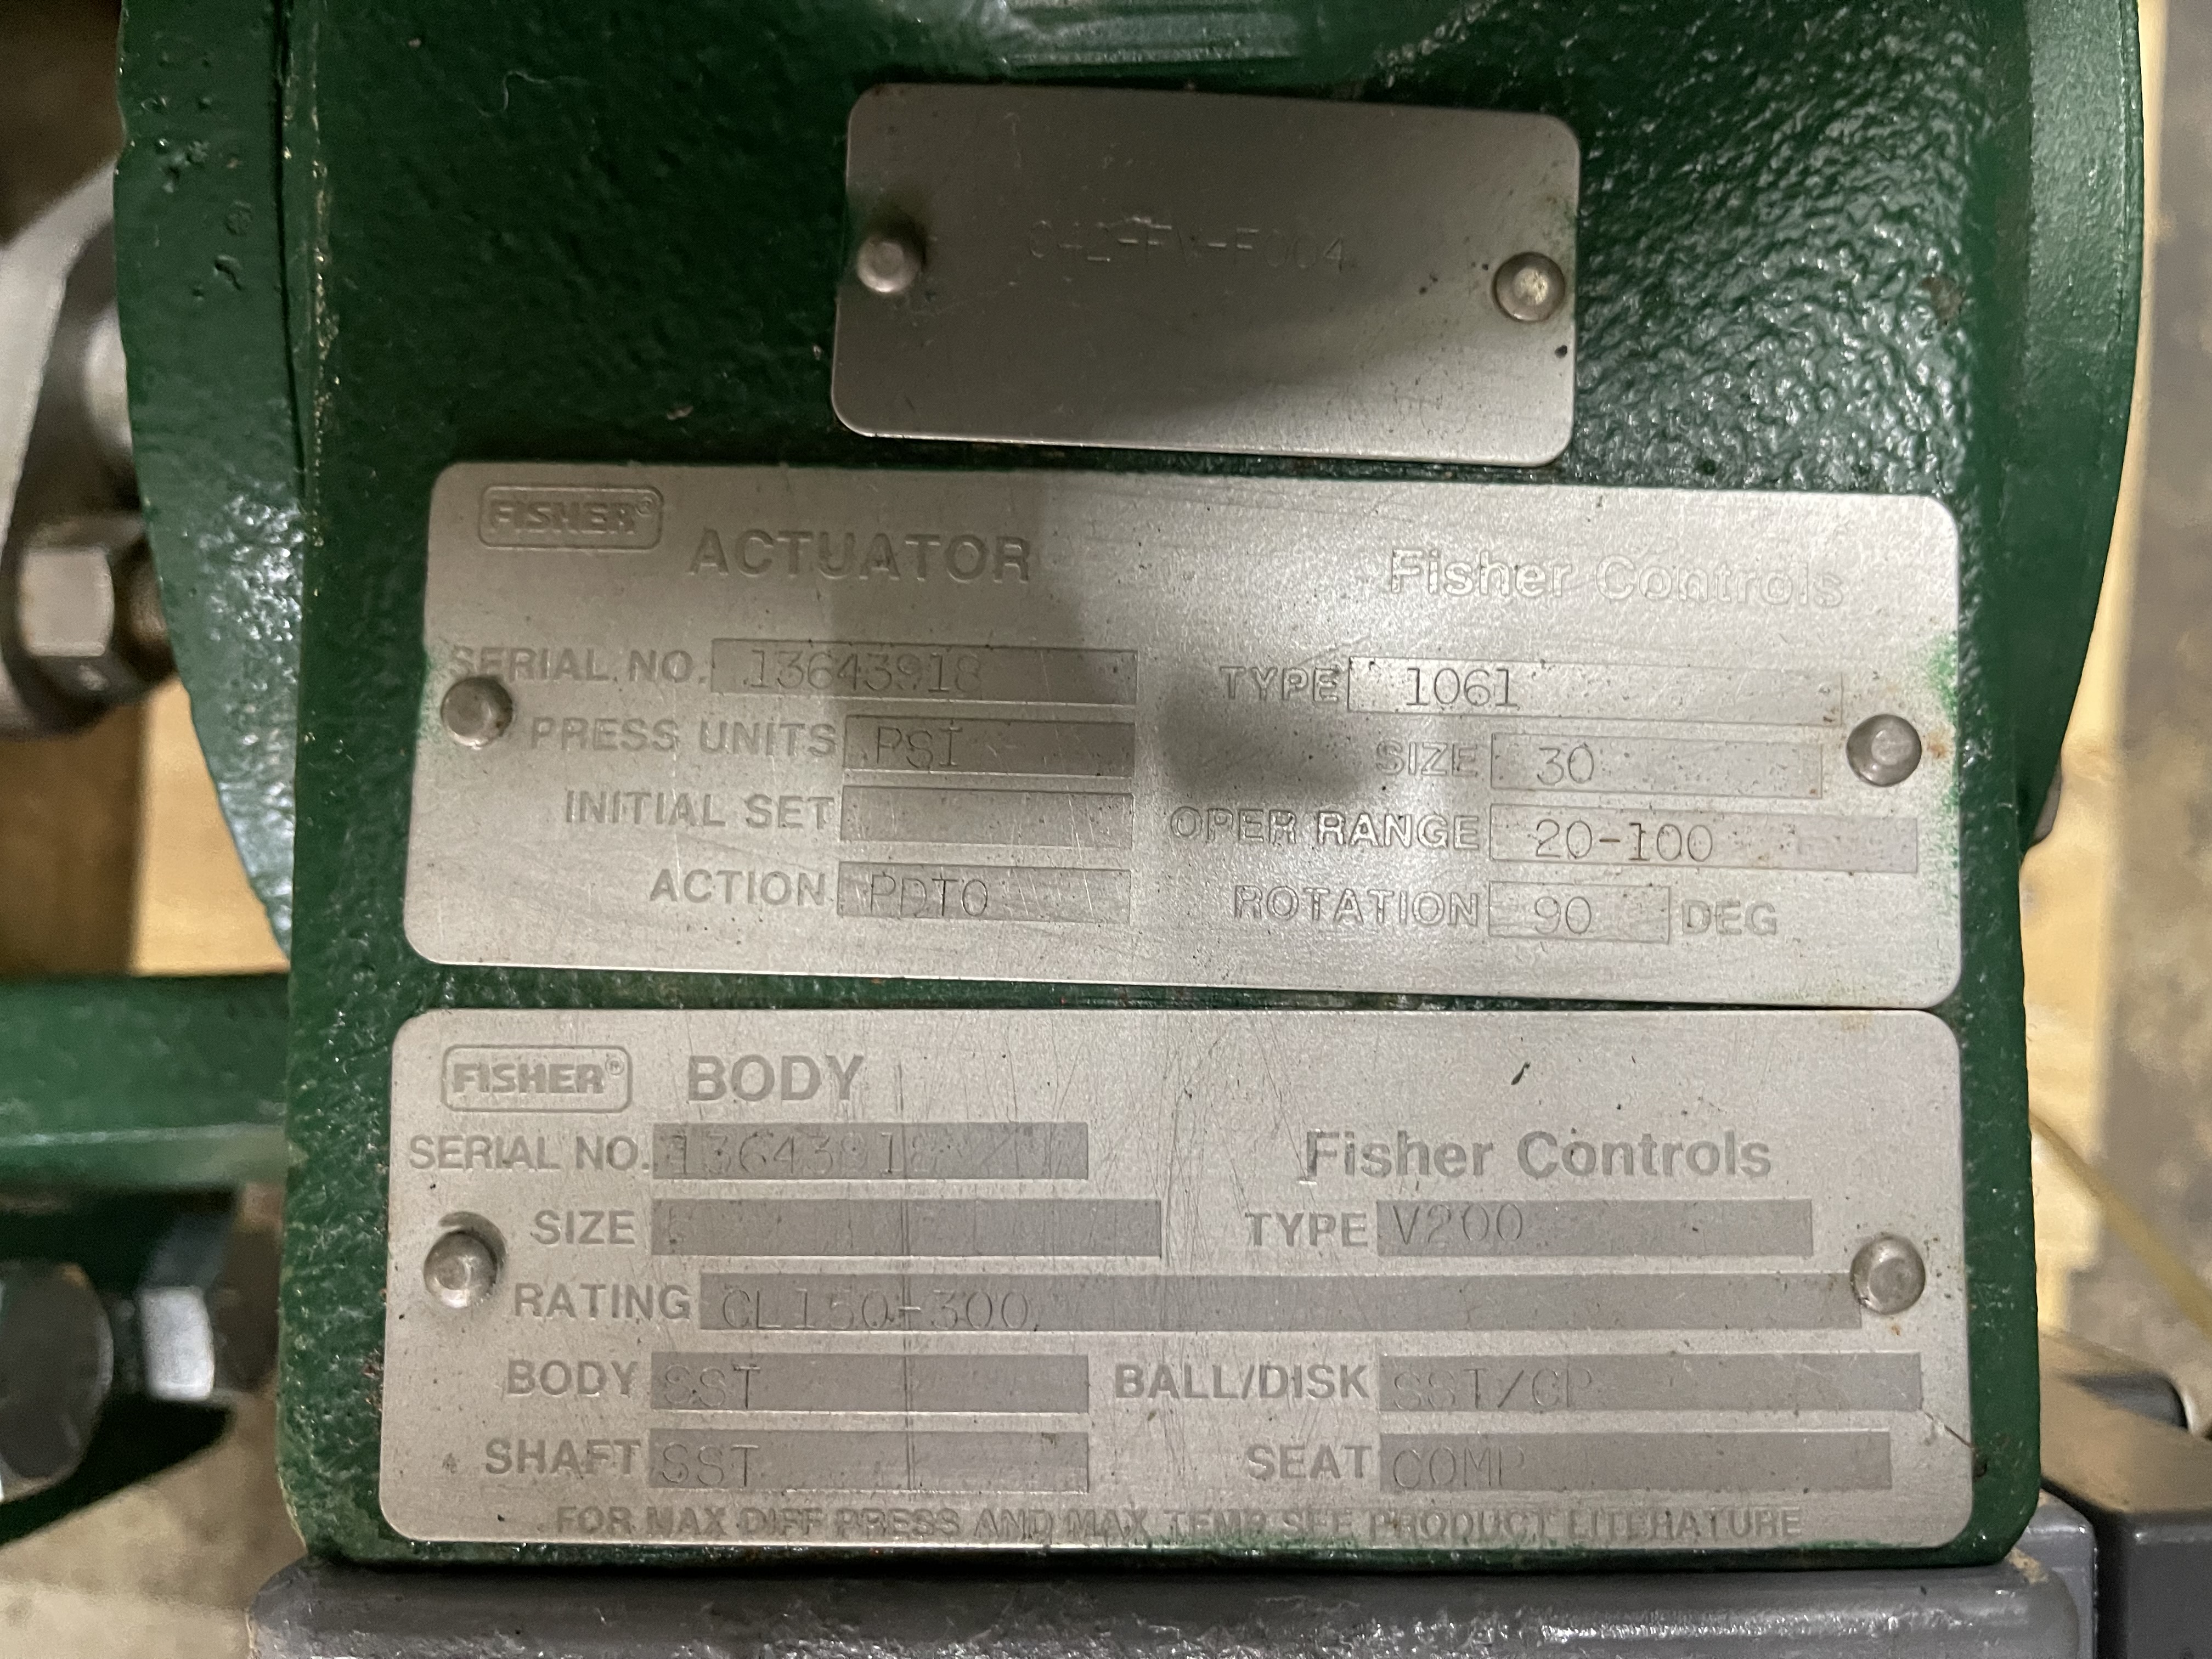 042-FV-F004
FISHER® ACTUATOR Fisher Controls
SERIAL NO. 13643918 TYPE 1061
PRESS UNITS PSI SIZE 30
INITIAL SET OPER RANGE 20-100
ACTION PDTO ROTATION 90 DEG
FISHER® BODY
SERIAL NO. 13643918 Fisher Controls
SIZE TYPE V200
RATING CL150-300
BODY SST BALL/DISK SST/CP
SHAFT SST SEAT COMP
FOR MAX DIFF PRESS AND MAX TEMP SEE PRODUCT LITERATURE